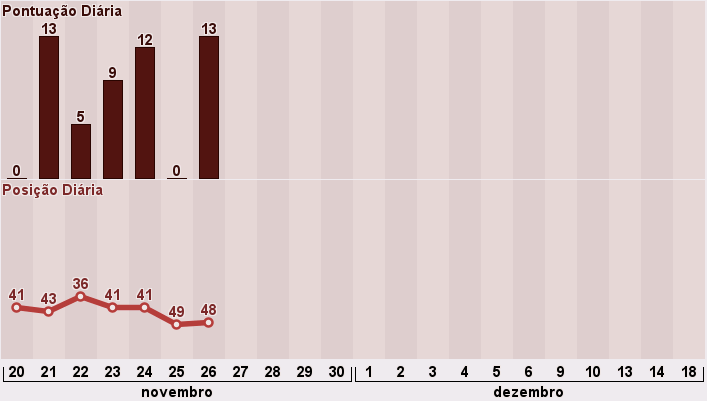 Pontuação Diária
0 13 5 9 12 0 13
Posição Diária
41 43 36 41 41 49 48
20 21 22 23 24 25 26 27 28 29 30 1 2 3 4 5 6 9 10 13 14 18
novembro dezembro